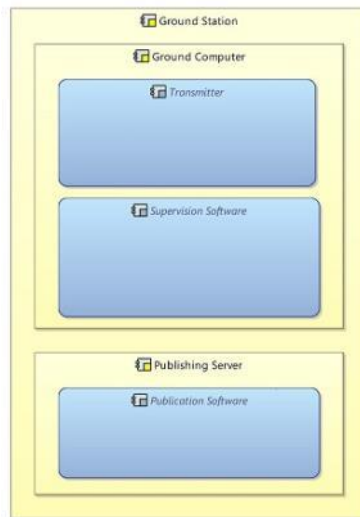 Ground Station
Ground Computer
Transmitter
Supervision Software
Publishing Server
Publication Software